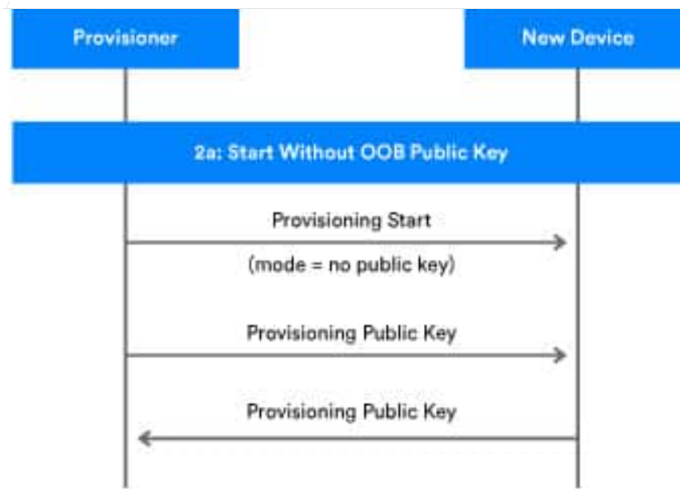 Provisioner
New Device
2a: Start Without OOB Public Key
Provisioning Start
(mode = no public key)
Provisioning Public Key
Provisioning Public Key